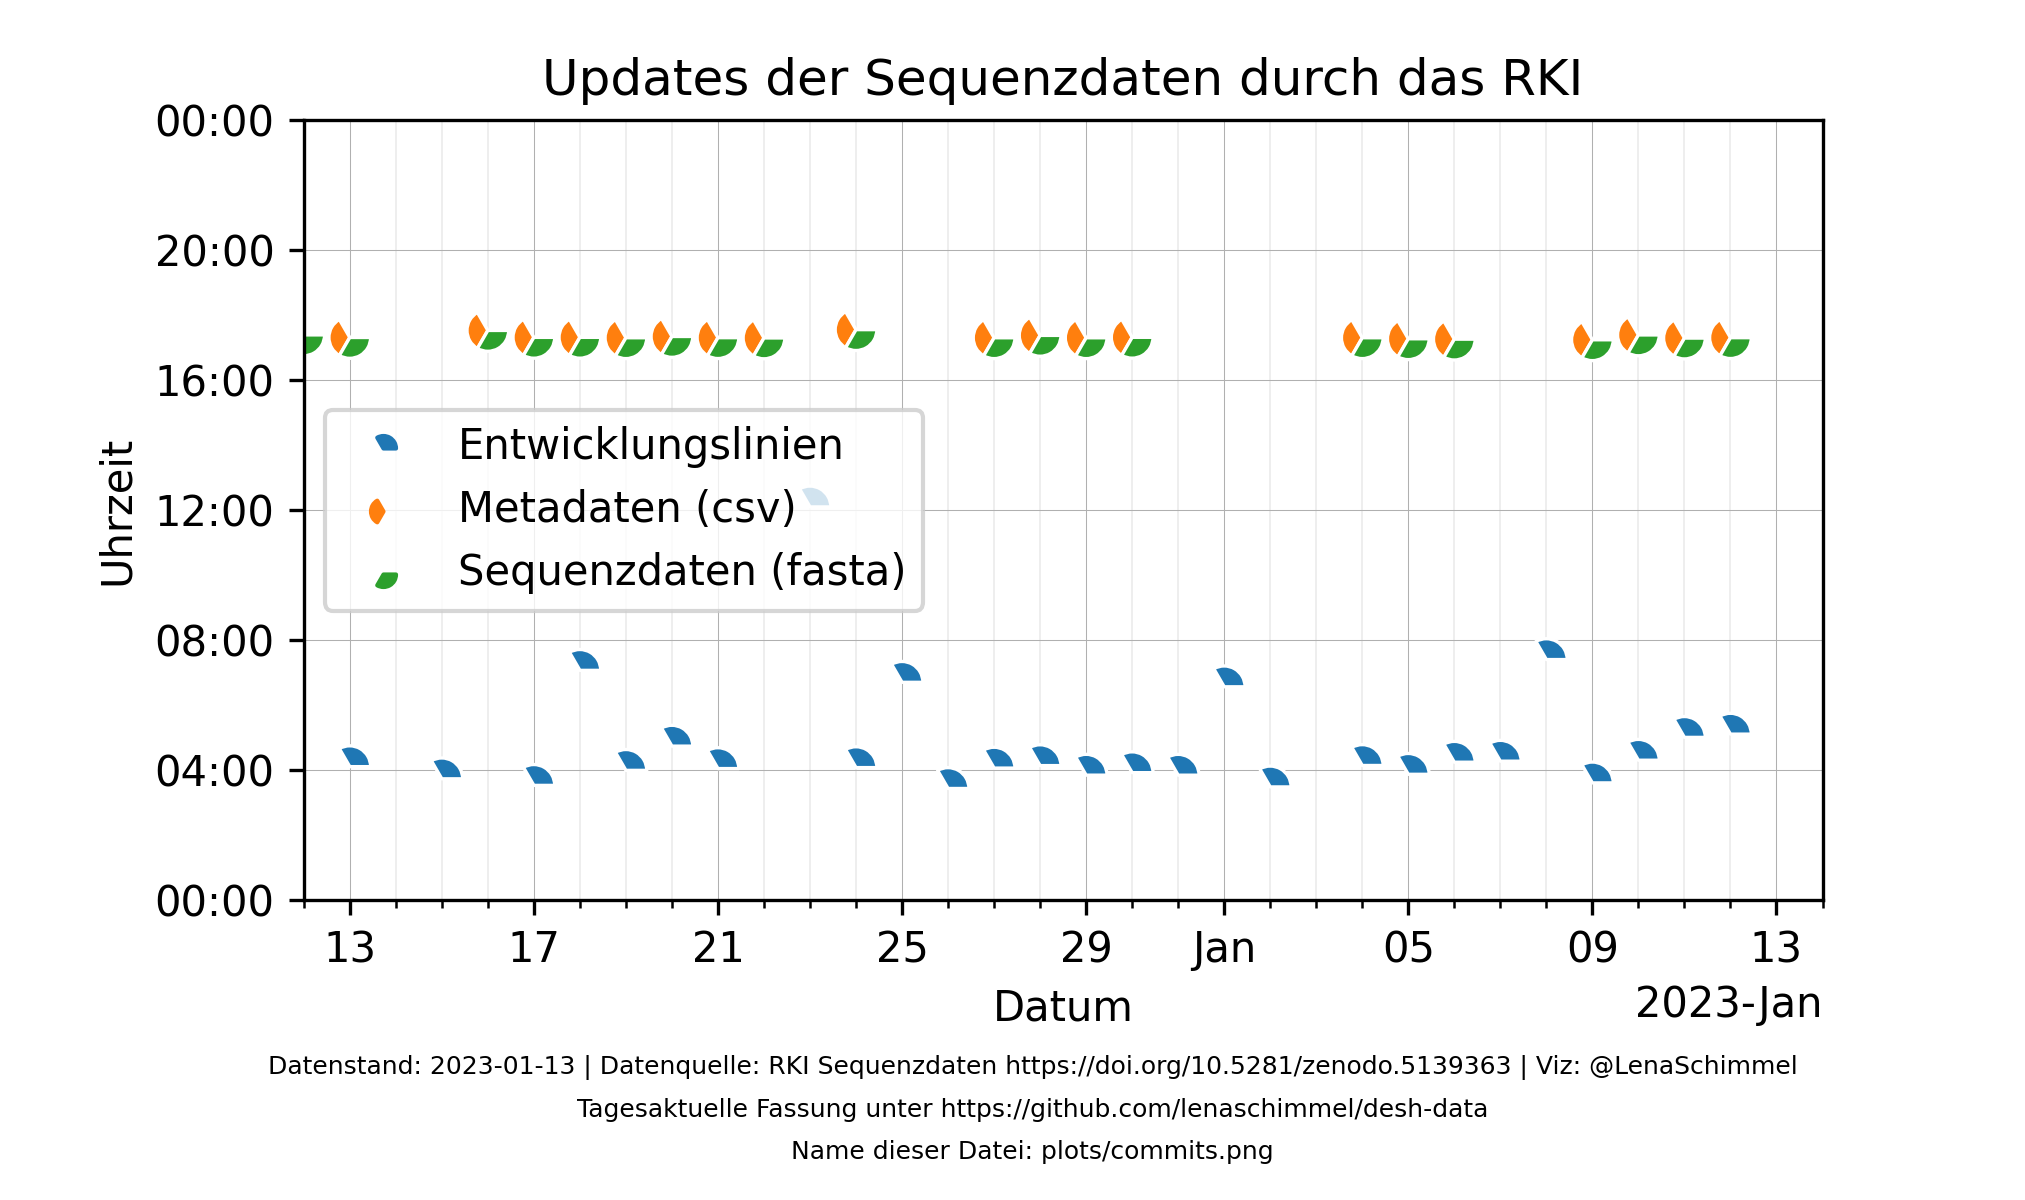 Updates der Sequenzdaten durch das RKI
00:00
20:00
16:00
12:00
08:00
04:00
00:00
Uhrzeit
Entwicklungslinien
Metadaten (csv)
Sequenzdaten (fasta)
13 17 21 25 29 Jan 05 09 13
Datum
2023-Jan
Datenstand: 2023-01-13 | Datenquelle: RKI Sequenzdaten https://doi.org/10.5281/zenodo.5139363 | Viz: @LenaSchimmel
Tagesaktuelle Fassung unter https://github.com/lenaschimmel/desh-data
Name dieser Datei: plots/commits.png